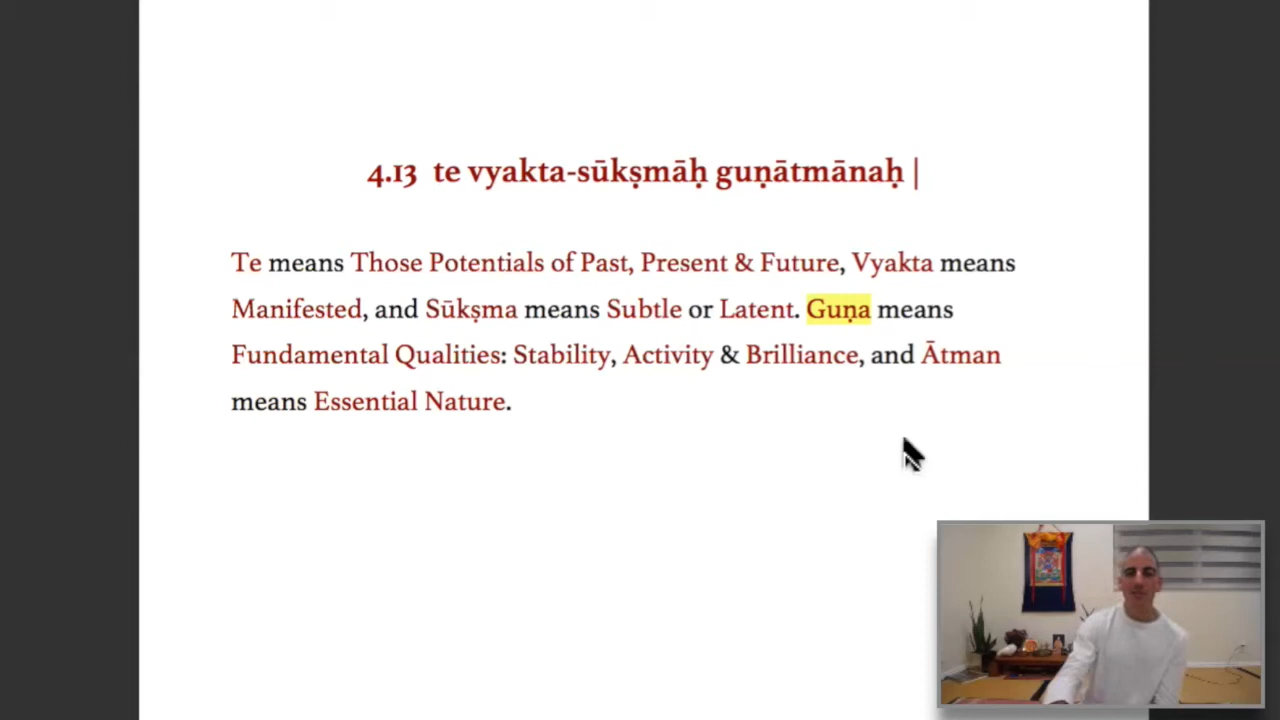 4.13 te vyakta-sūkṣmāḥ guṇātmānaḥ |
Te means Those Potentials of Past, Present & Future, Vyakta means
Manifested, and Sūkṣma means Subtle or Latent. Guṇa means
Fundamental Qualities: Stability, Activity & Brilliance, and Ātman
means Essential Nature.